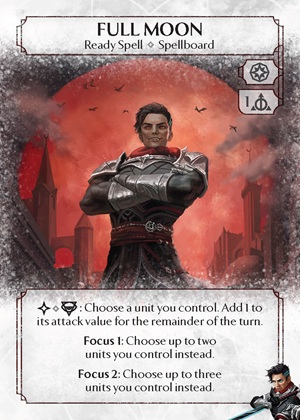 FULL MOON
Ready Spell ⬦ Spellboard
1
⬦ : Choose a unit you control. Add 1 to
its attack value for the remainder of the turn.
Focus 1: Choose up to two
units you control instead.
Focus 2: Choose up to three
units you control instead.